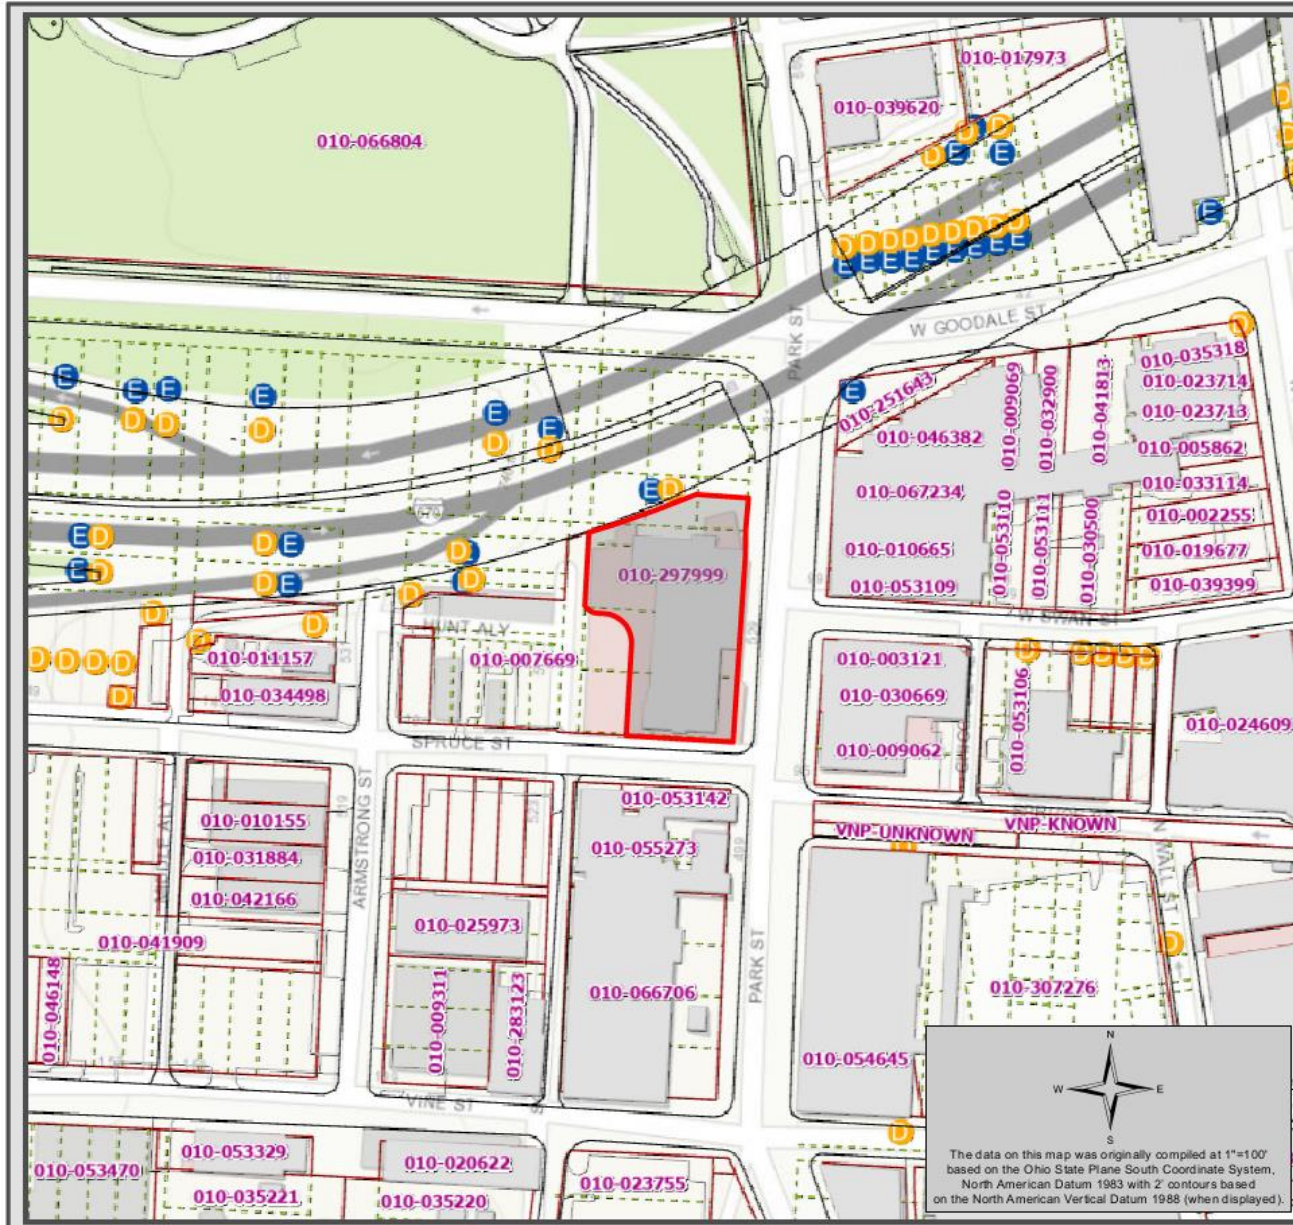 010-017973
010-039620
010-066804
W GOODALE ST
PARK ST
010-035318
010-023714
010-023713
010-005862
010-033114
010-002255
010-019677
010-039399
010-251643
010-009069
010-032900
010-041813
010-046382
010-067234
010-010665
010-053109
010-053110
010-053111
010-030500
670
010-297999
529
HUNT ALY
010-007669
010-011157
010-034498
531
SPRUCE ST
010-003121
010-030669
010-009062
010-053106
010-024609
VNP-UNKNOWN
VNP-KNOWN
N WALL ST
010-053142
010-055273
499
523
519
ARMSTRONG ST
010-010155
010-031884
010-042166
010-041909
010-046148
010-025973
010-009311
010-283123
010-066706
PARK ST
010-307276
010-054645
VINE ST
010-053470
010-053329
010-035221
010-020622
010-035220
010-023755
N
W
E
S
The data on this map was originally compiled at 1"=100'
based on the Ohio State Plane South Coordinate System,
North American Datum 1983 with 2' contours based
on the North American Vertical Datum 1988 (when displayed).
E
D